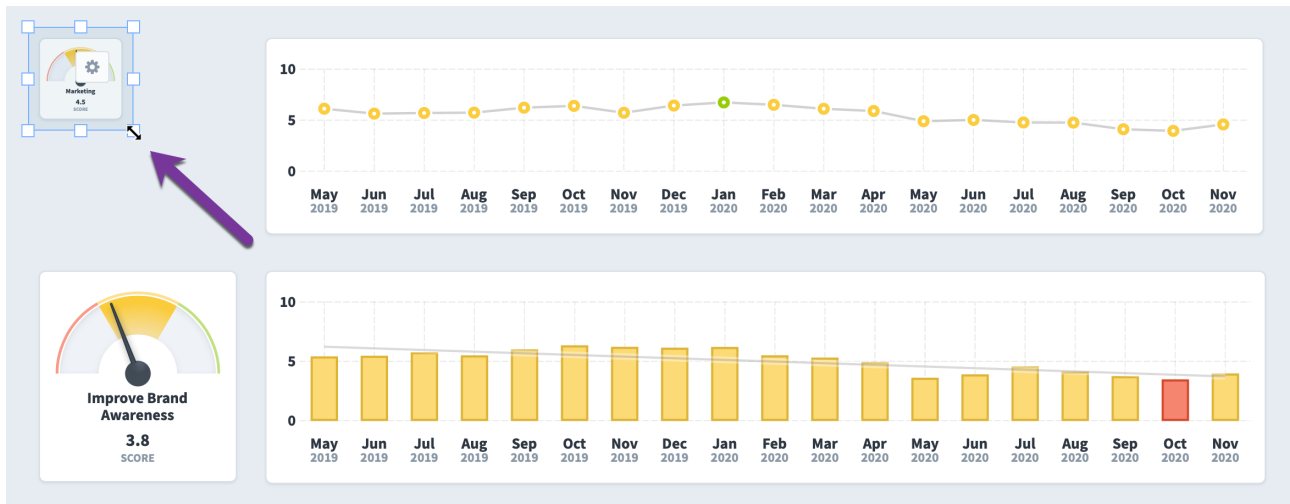 Marketing
4.5
SCORE
10
5
0
May Jun Jul Aug Sep Oct Nov Dec Jan Feb Mar Apr May Jun Jul Aug Sep Oct Nov
2019 2019 2019 2019 2019 2019 2019 2019 2020 2020 2020 2020 2020 2020 2020 2020 2020 2020 2020
Improve Brand
Awareness
3.8
SCORE
10
5
0
May Jun Jul Aug Sep Oct Nov Dec Jan Feb Mar Apr May Jun Jul Aug Sep Oct Nov
2019 2019 2019 2019 2019 2019 2019 2019 2020 2020 2020 2020 2020 2020 2020 2020 2020 2020 2020